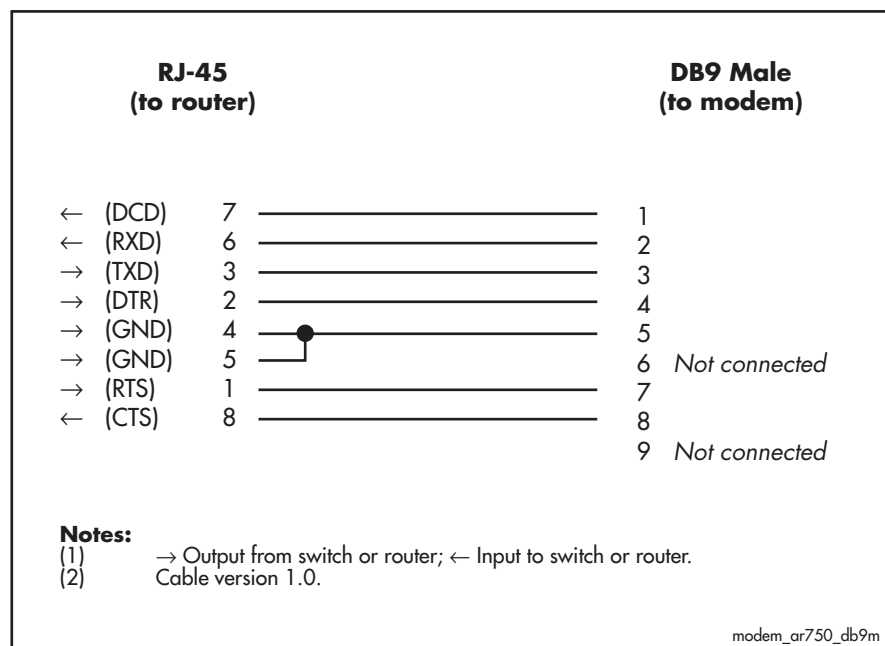 RJ-45 DB9 Male
(to router) (to modem)
← (DCD) 7 1
← (RXD) 6 2
→ (TXD) 3 3
→ (DTR) 2 4
→ (GND) 4 5
→ (GND) 5 6 Not connected
→ (RTS) 1 7
← (CTS) 8 8
9 Not connected
Notes:
(1) → Output from switch or router; ← Input to switch or router.
(2) Cable version 1.0.
modem_ar750_db9m